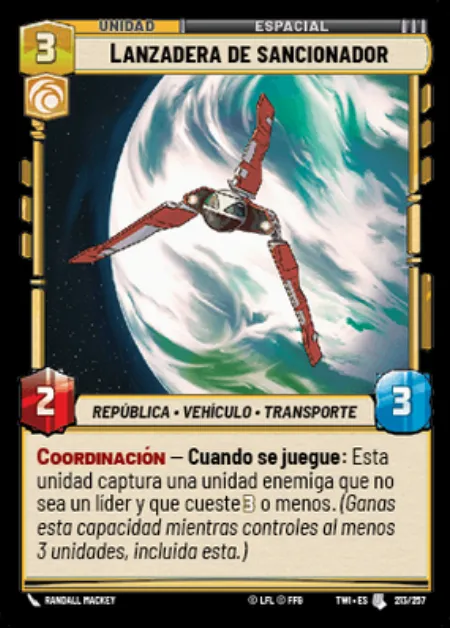 UNIDAD
ESPACIAL
3
LANZADERA DE SANCIONADOR
2
REPÚBLICA • VEHÍCULO • TRANSPORTE
3
COORDINACIÓN – Cuando se juegue: Esta
unidad captura una unidad enemiga que no
sea un líder y que cueste 3 o menos. (Ganas
esta capacidad mientras controles al menos
3 unidades, incluida esta.)
RANDALL MACKEY
© LFL © FFG
TWI • ES
213/257